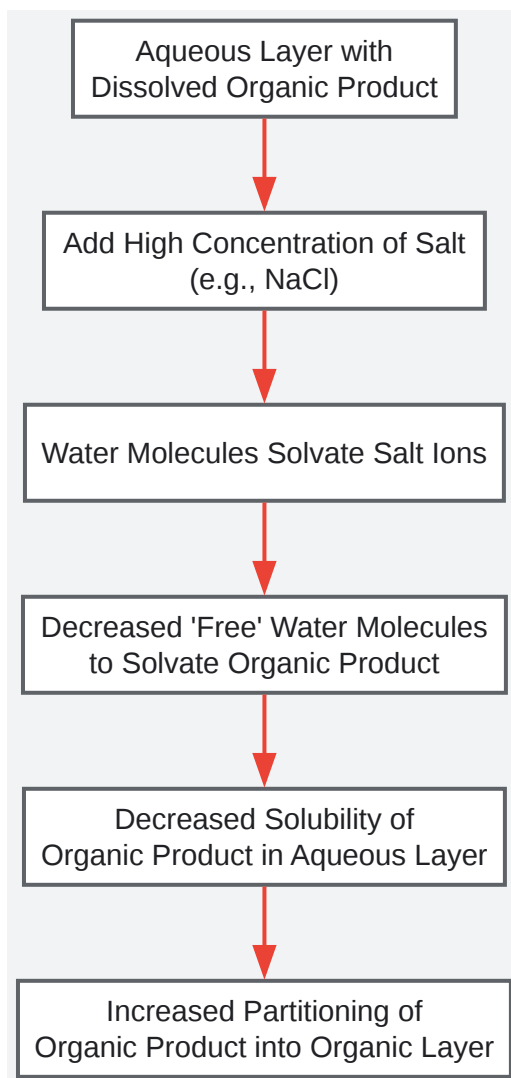 Aqueous Layer with
Dissolved Organic Product
Add High Concentration of Salt
(e.g., NaCl)
Water Molecules Solvate Salt Ions
Decreased 'Free' Water Molecules
to Solvate Organic Product
Decreased Solubility of
Organic Product in Aqueous Layer
Increased Partitioning of
Organic Product into Organic Layer